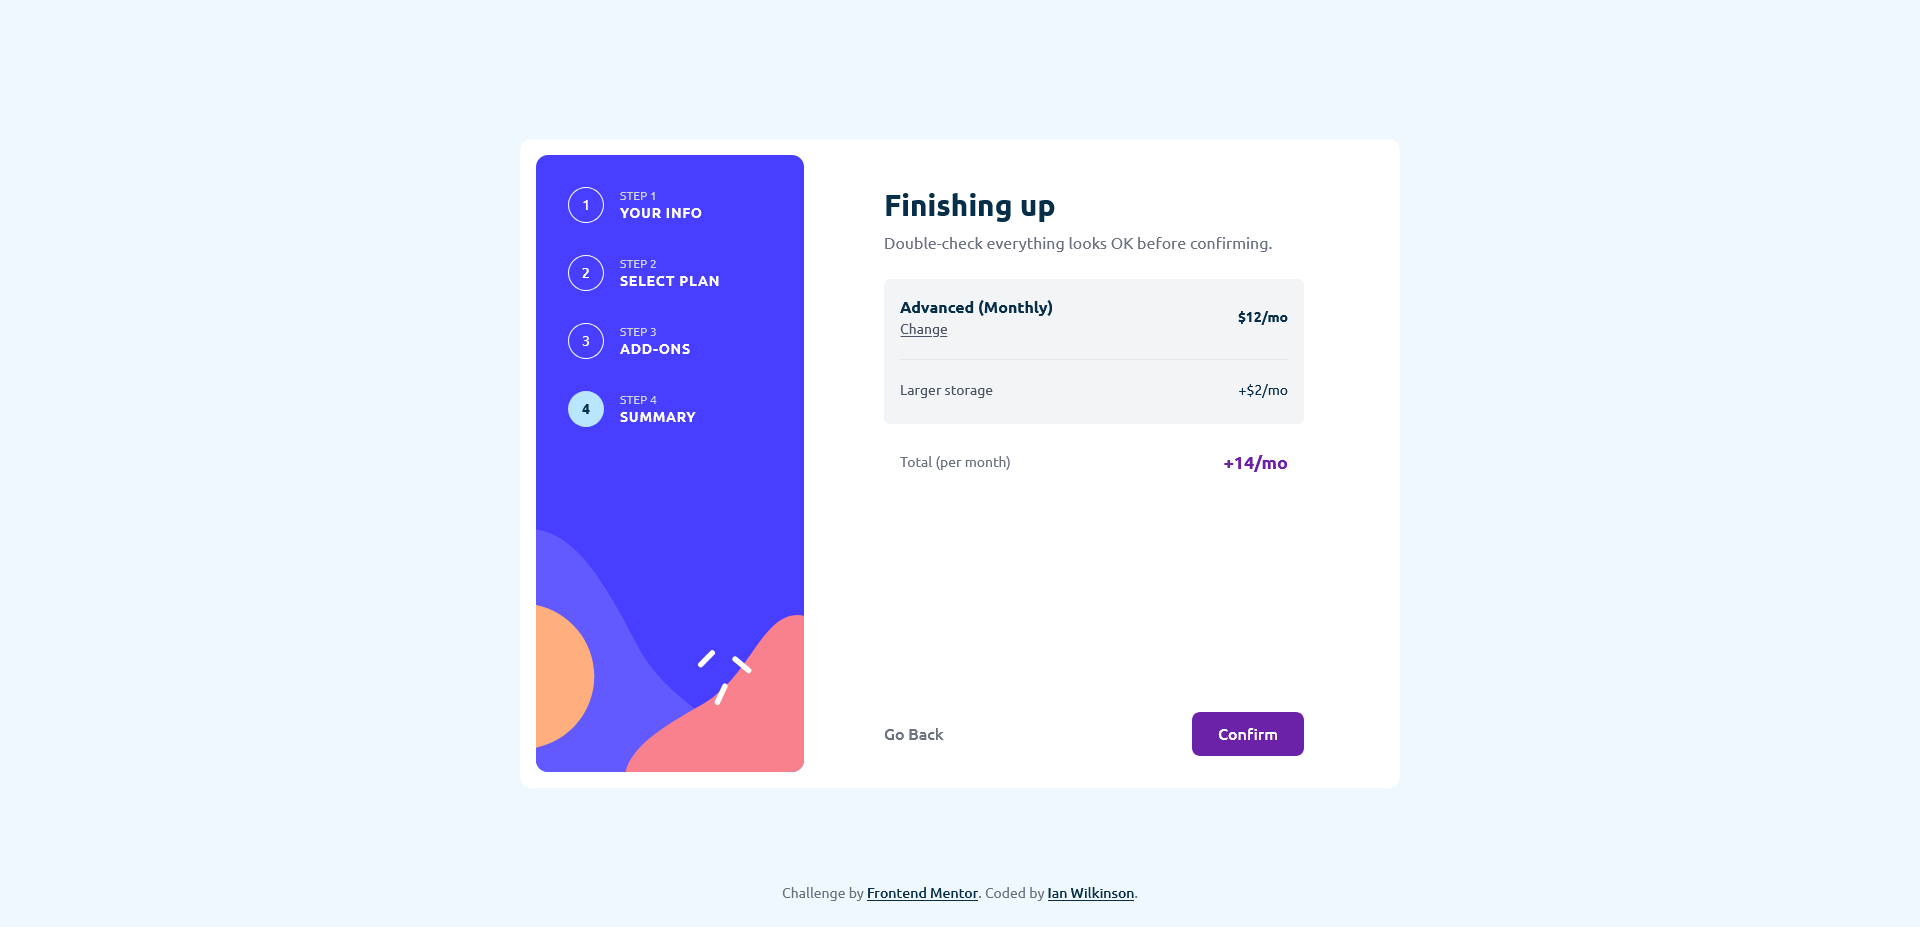 1
STEP 1
YOUR INFO
2
STEP 2
SELECT PLAN
3
STEP 3
ADD-ONS
4
STEP 4
SUMMARY
Finishing up
Double-check everything looks OK before confirming.
Advanced (Monthly)
Change
$12/mo
Larger storage +$2/mo
Total (per month) +14/mo
Go Back Confirm
Challenge by Frontend Mentor. Coded by Ian Wilkinson.